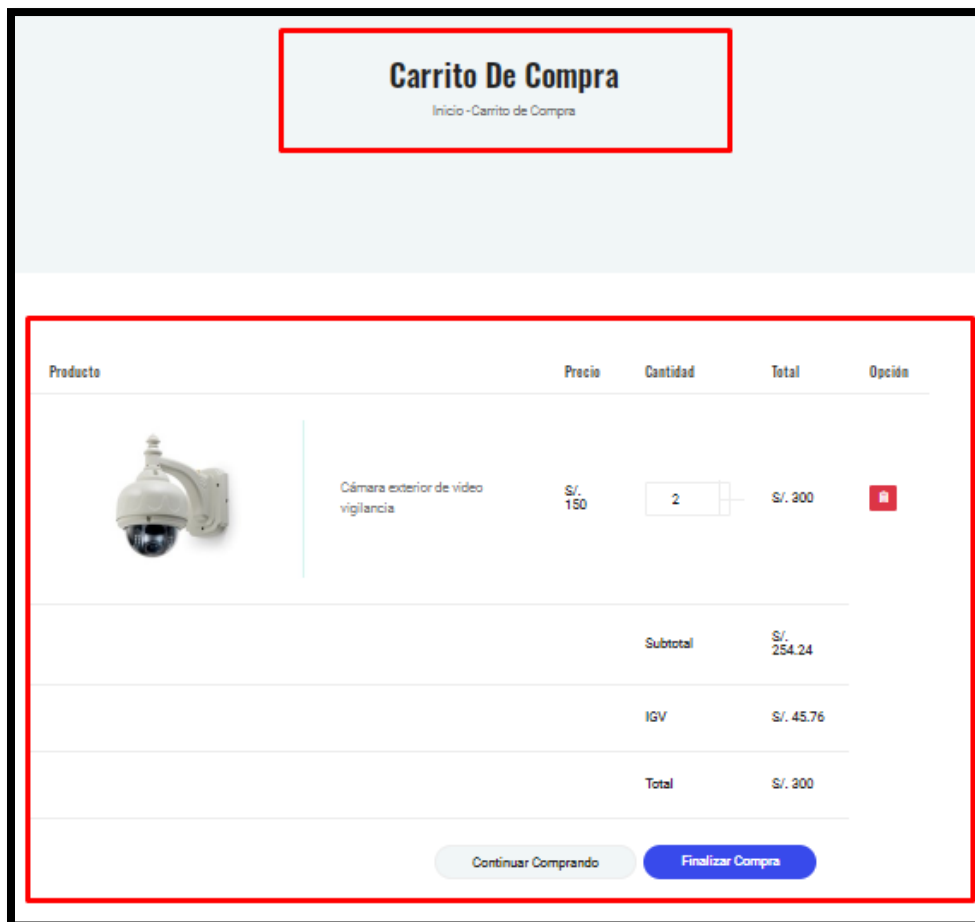 Carrito De Compra
Inicio -Carrito de Compra
Producto Precio Cantidad Total Opción
Cámara exterior de video
vigilancia
S/.
150
2
S/. 300
Subtotal
S/.
254.24
IGV S/. 45.76
Total S/. 300
Continuar Comprando Finalizar Compra